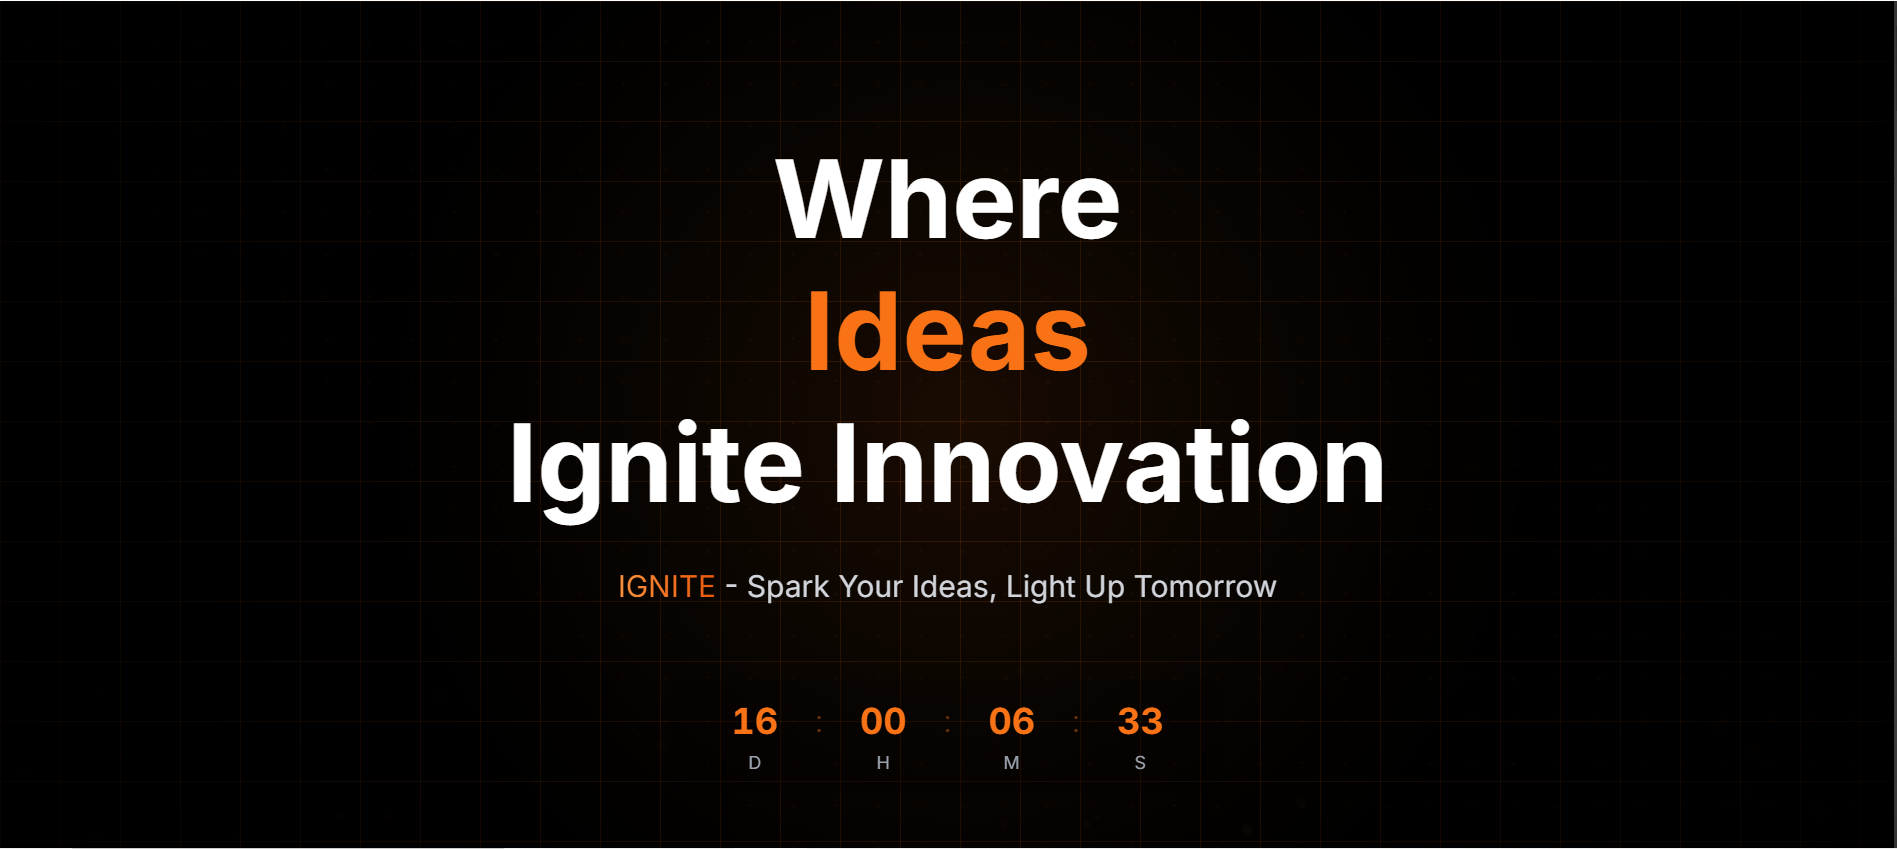 Where
Ideas
Ignite Innovation
IGNITE - Spark Your Ideas, Light Up Tomorrow
16 : 00 : 06 : 33
D H M S